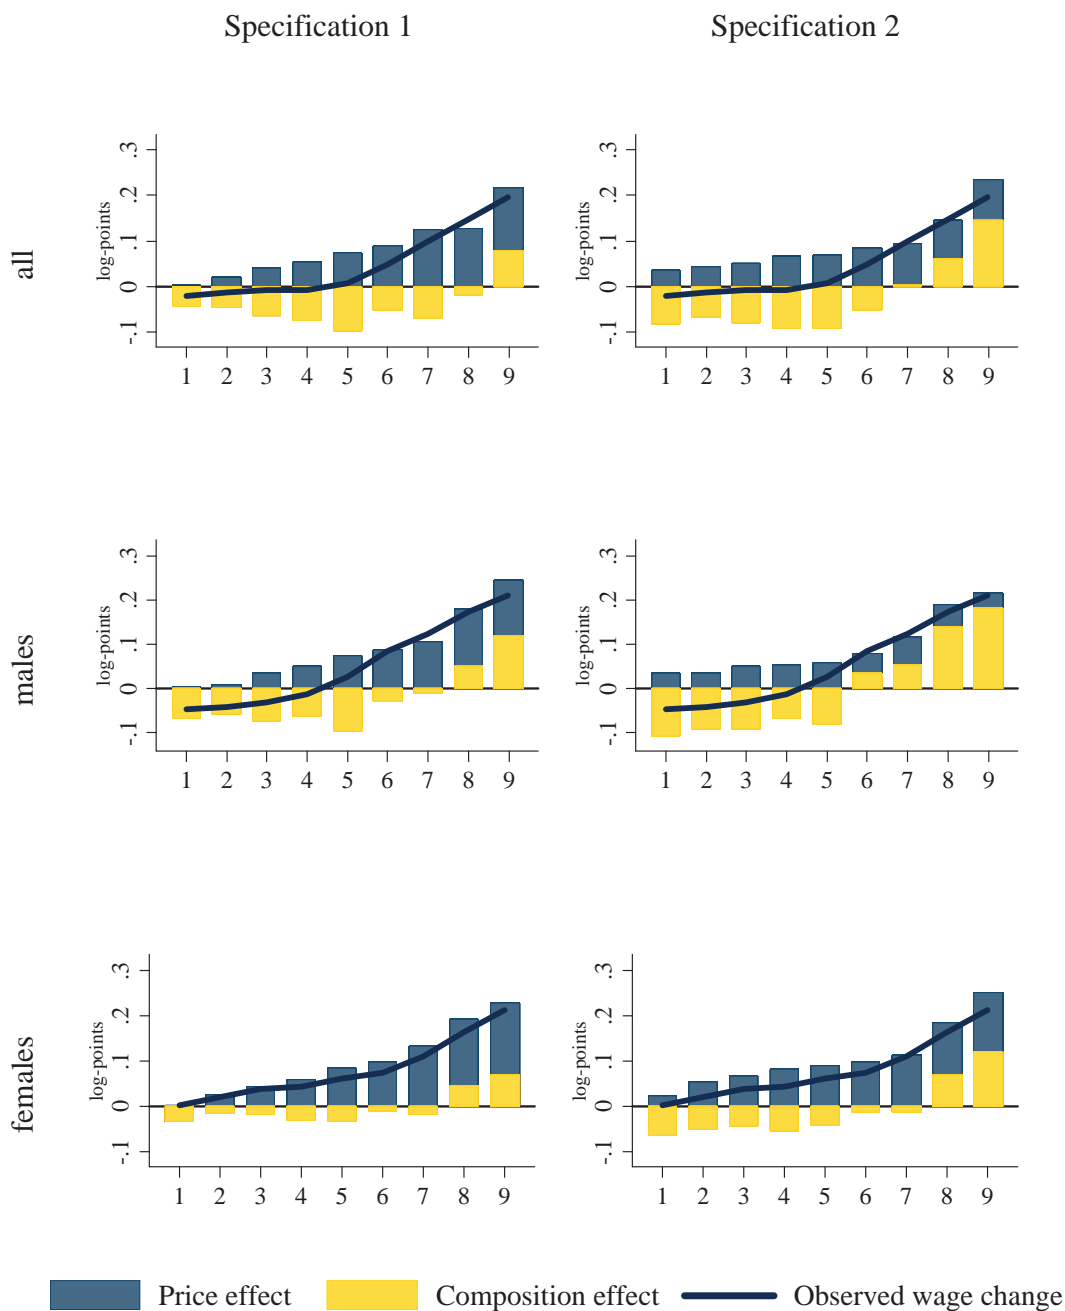 Specification 1
Specification 2
all
log-points
.3
.2
.1
0
-.1
1 2 3 4 5 6 7 8 9
log-points
.3
.2
.1
0
-.1
1 2 3 4 5 6 7 8 9
males
log-points
.3
.2
.1
0
-.1
1 2 3 4 5 6 7 8 9
log-points
.3
.2
.1
0
-.1
1 2 3 4 5 6 7 8 9
females
log-points
.3
.2
.1
0
-.1
1 2 3 4 5 6 7 8 9
log-points
.3
.2
.1
0
-.1
1 2 3 4 5 6 7 8 9
Price effect Composition effect Observed wage change